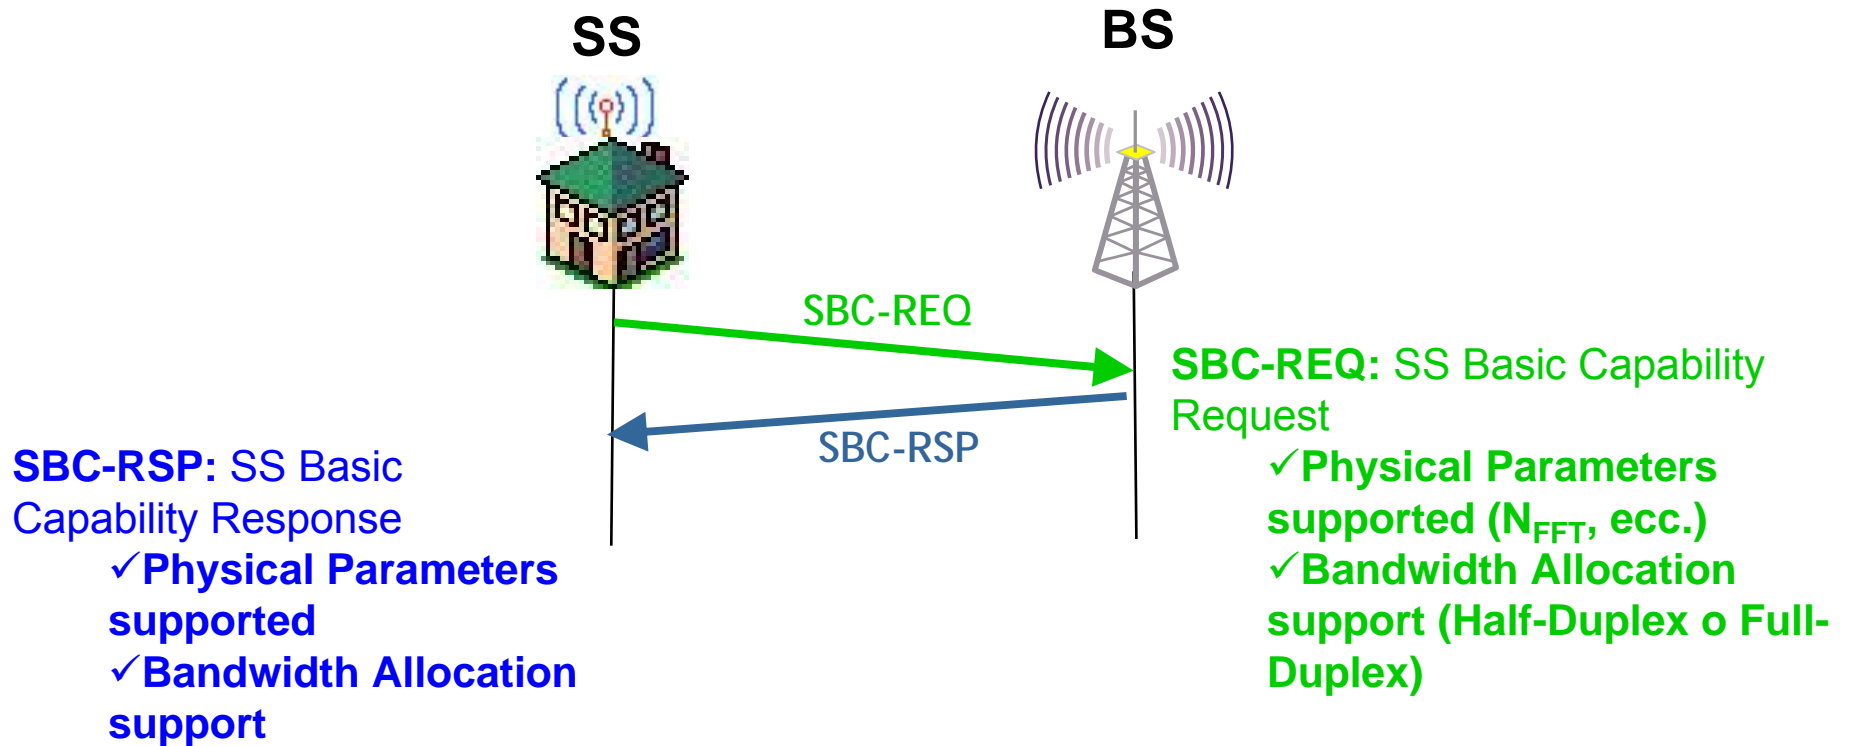 SS
BS
SBC-REQ
SBC-RSP
SBC-REQ: SS Basic Capability
Request
✓Physical Parameters
supported (N_FFT, ecc.)
✓Bandwidth Allocation
support (Half-Duplex o Full-
Duplex)
SBC-RSP: SS Basic
Capability Response
✓Physical Parameters
supported
✓Bandwidth Allocation
support